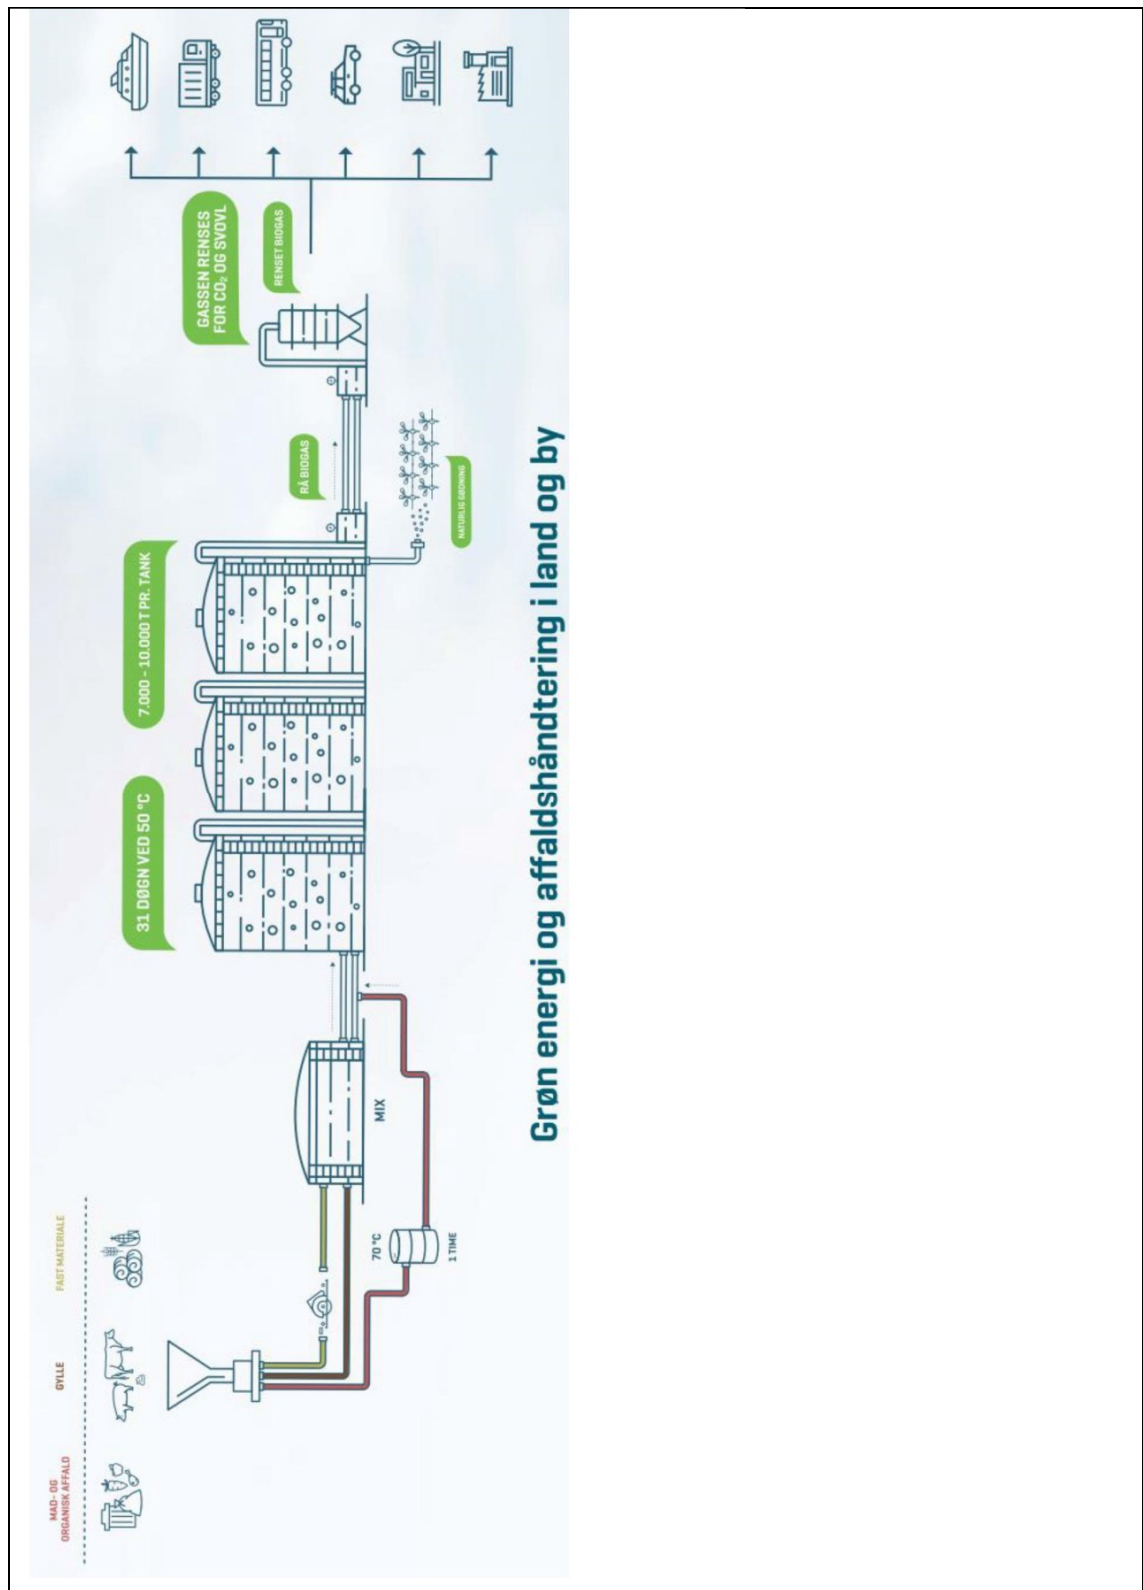 MAD- OG
ORGANISK AFFALD
GYLLE
FAST MATERIALE
70 °C
1 TIME
MIX
31 DØGN VED 50 °C
7.000 - 10.000 T PR. TANK
RÅ BIOGAS
NATURLIG GØDNING
GASSEN RENSES
FOR CO₂ OG SVOVL
RENSET BIOGAS
Grøn energi og affaldshåndtering i land og by